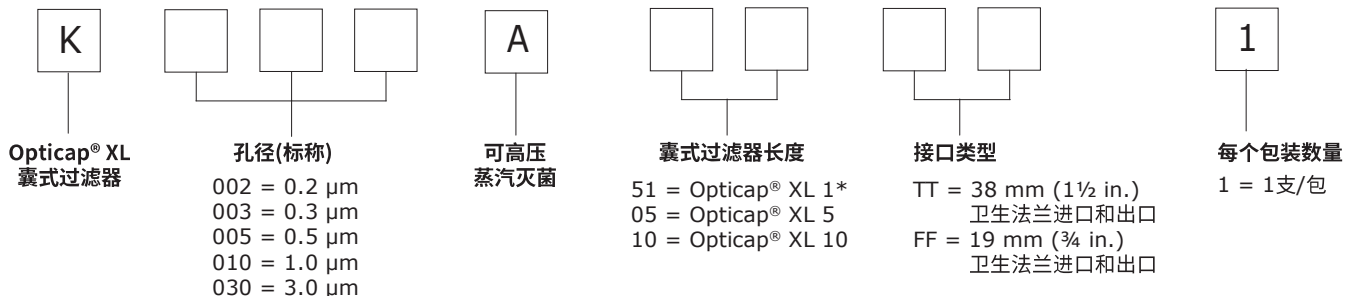 K
A
1
Opticap® XL
囊式过滤器
孔径(标称)
002 = 0.2 µm
003 = 0.3 µm
005 = 0.5 µm
010 = 1.0 µm
030 = 3.0 µm
可高压
蒸汽灭菌
囊式过滤器长度
51 = Opticap® XL 1*
05 = Opticap® XL 5
10 = Opticap® XL 10
接口类型
TT = 38 mm (1½ in.)
卫生法兰进口和出口
FF = 19 mm (¾ in.)
卫生法兰进口和出口
每个包装数量
1 = 1支/包